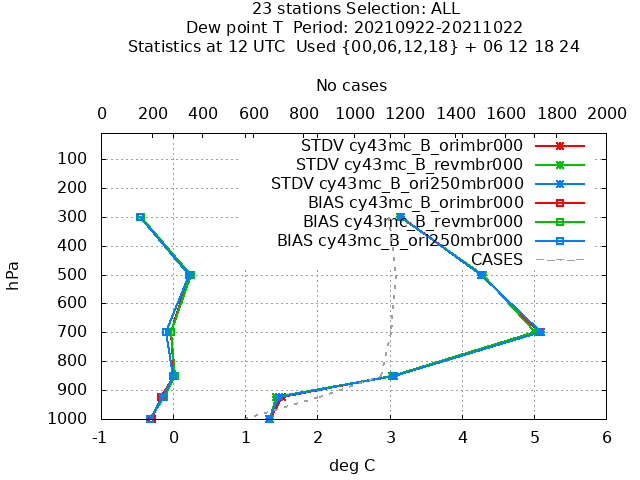 23 stations Selection: ALL
Dew point T  Period: 20210922-20211022
Statistics at 12 UTC  Used {00,06,12,18} + 06 12 18 24
No cases
0 200 400 600 800 1000 1200 1400 1600 1800 2000
STDV cy43mc_B_orimbr000
STDV cy43mc_B_revmbr000
STDV cy43mc_B_ori250mbr000
BIAS cy43mc_B_orimbr000
BIAS cy43mc_B_revmbr000
BIAS cy43mc_B_ori250mbr000
CASES
hPa
100
200
300
400
500
600
700
800
900
1000
-1 0 1 2 3 4 5 6
deg C